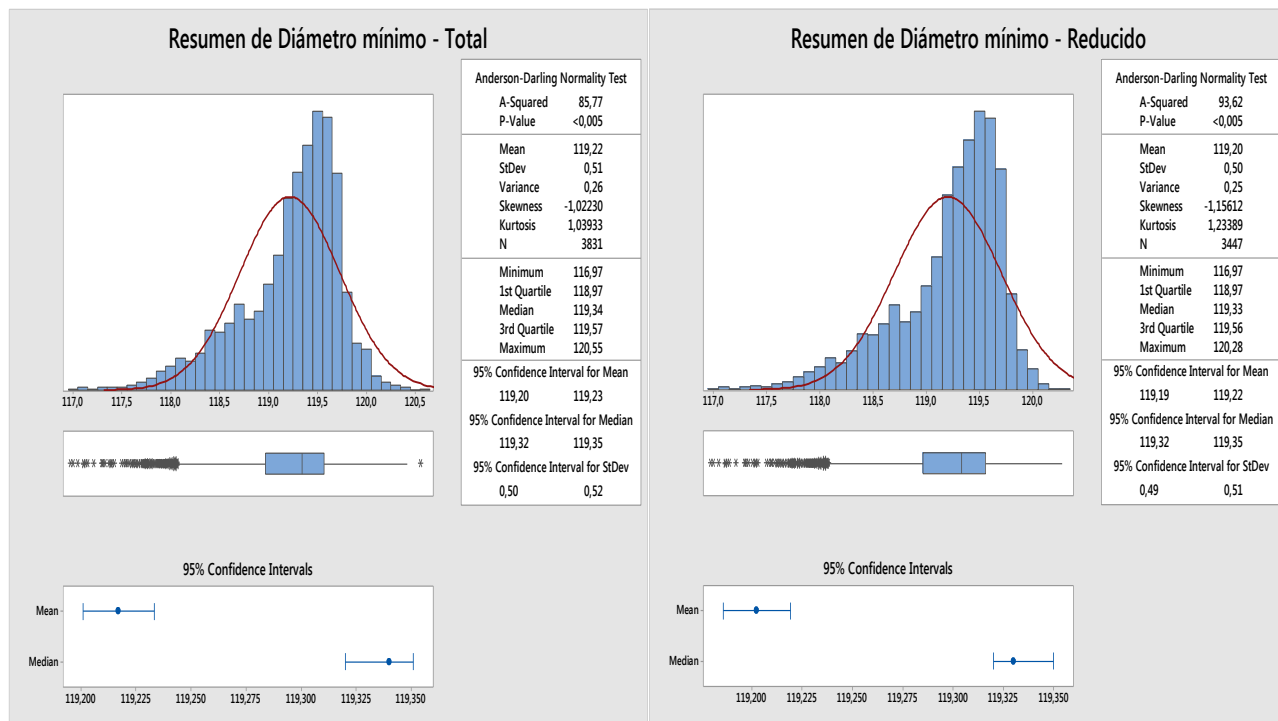 Resumen de Diámetro mínimo - Total
Anderson-Darling Normality Test
A-Squared 85,77
P-Value <0,005
Mean 119,22
StDev 0,51
Variance 0,26
Skewness -1,02230
Kurtosis 1,03933
N 3831
Minimum 116,97
1st Quartile 118,97
Median 119,34
3rd Quartile 119,57
Maximum 120,55
95% Confidence Interval for Mean
119,20 119,23
95% Confidence Interval for Median
119,32 119,35
95% Confidence Interval for StDev
0,50 0,52
117,0 117,5 118,0 118,5 119,0 119,5 120,0 120,5
95% Confidence Intervals
Mean
Median
119,200 119,225 119,250 119,275 119,300 119,325 119,350
Resumen de Diámetro mínimo - Reducido
Anderson-Darling Normality Test
A-Squared 93,62
P-Value <0,005
Mean 119,20
StDev 0,50
Variance 0,25
Skewness -1,15612
Kurtosis 1,23389
N 3447
Minimum 116,97
1st Quartile 118,97
Median 119,33
3rd Quartile 119,56
Maximum 120,28
95% Confidence Interval for Mean
119,19 119,22
95% Confidence Interval for Median
119,32 119,35
95% Confidence Interval for StDev
0,49 0,51
117,0 117,5 118,0 118,5 119,0 119,5 120,0
95% Confidence Intervals
Mean
Median
119,200 119,225 119,250 119,275 119,300 119,325 119,350